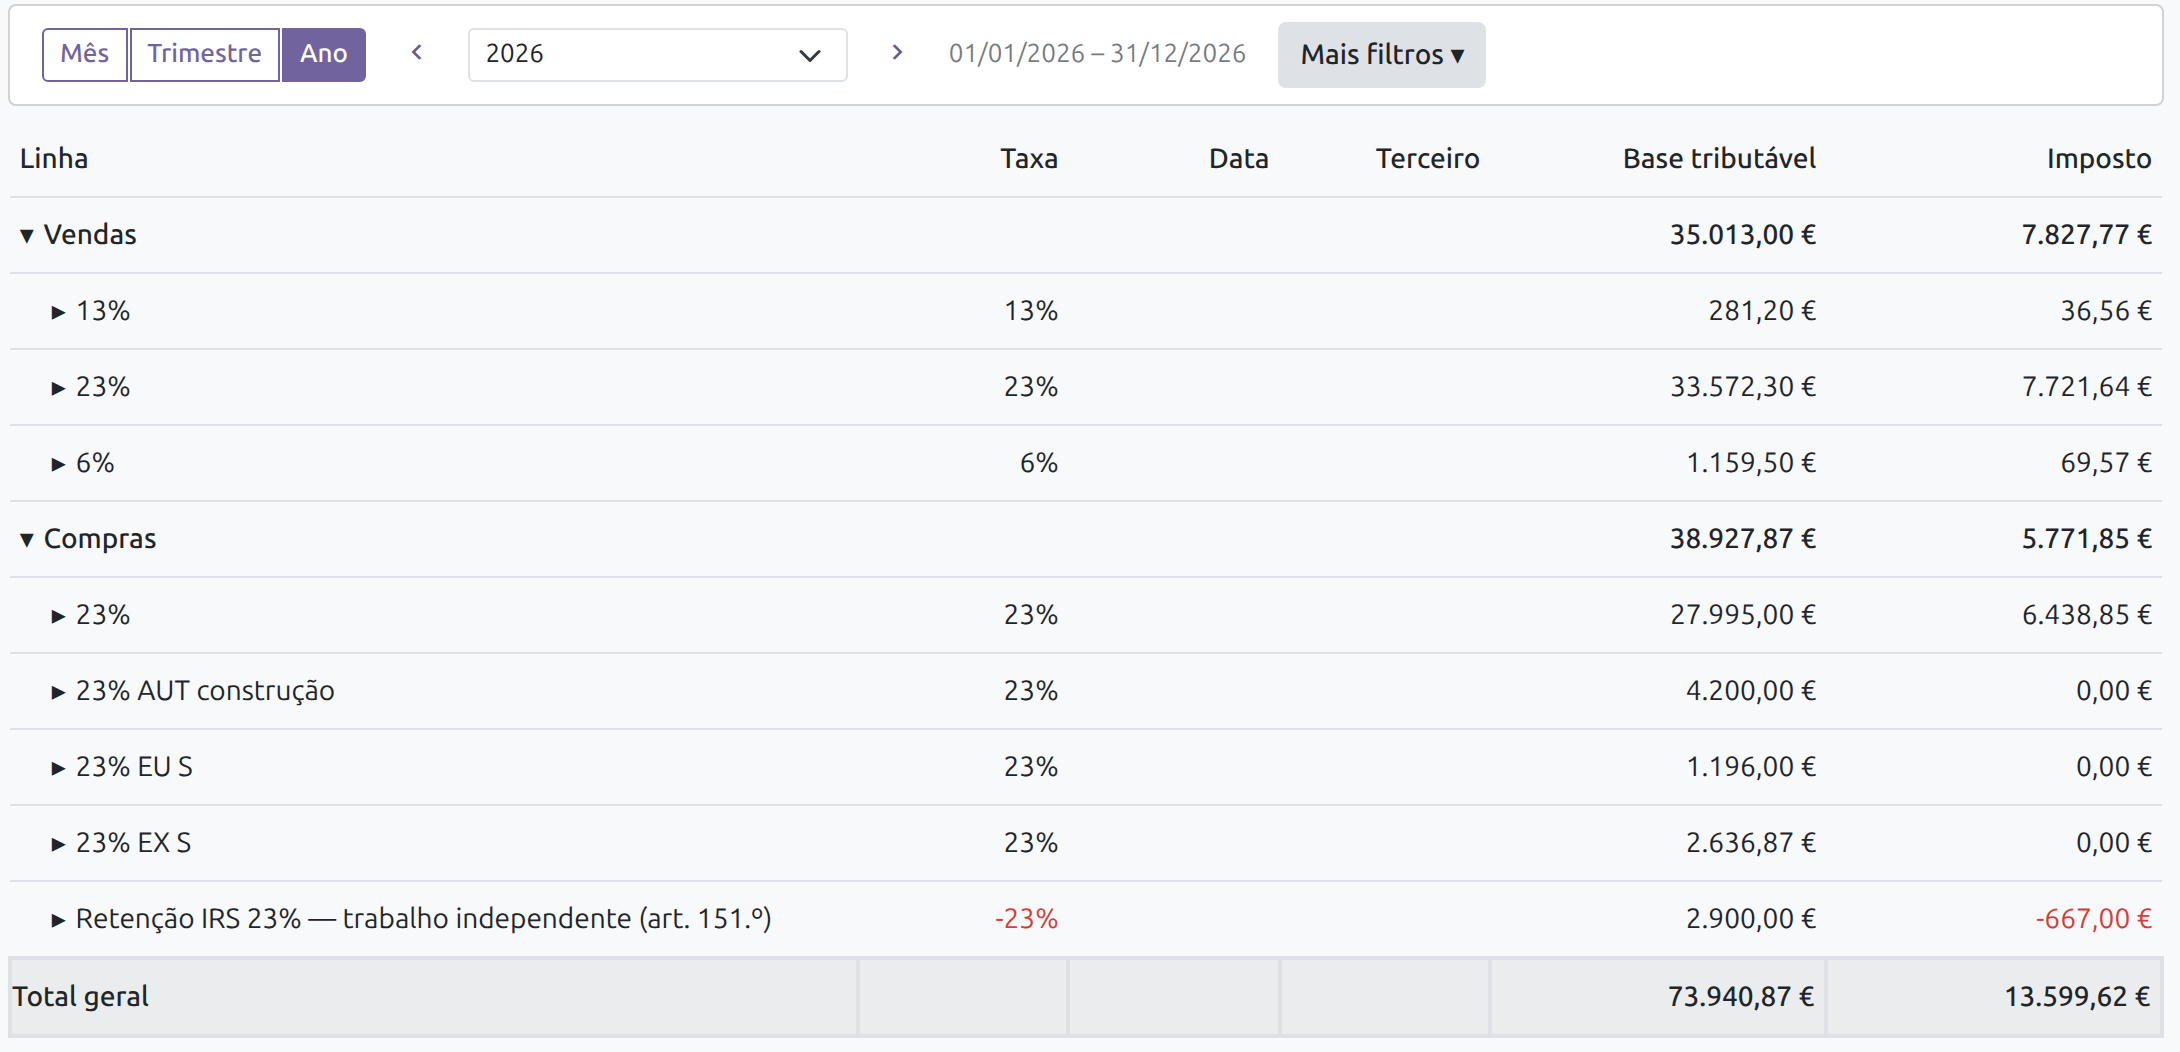 Mês Trimestre Ano ‹ 2026 › 01/01/2026 – 31/12/2026 Mais filtros ▾
Linha Taxa Data Terceiro Base tributável Imposto
▾ Vendas 35.013,00 € 7.827,77 €
▸ 13% 13% 281,20 € 36,56 €
▸ 23% 23% 33.572,30 € 7.721,64 €
▸ 6% 6% 1.159,50 € 69,57 €
▾ Compras 38.927,87 € 5.771,85 €
▸ 23% 23% 27.995,00 € 6.438,85 €
▸ 23% AUT construção 23% 4.200,00 € 0,00 €
▸ 23% EU S 23% 1.196,00 € 0,00 €
▸ 23% EX S 23% 2.636,87 € 0,00 €
▸ Retenção IRS 23% — trabalho independente (art. 151.º) -23% 2.900,00 € -667,00 €
Total geral 73.940,87 € 13.599,62 €